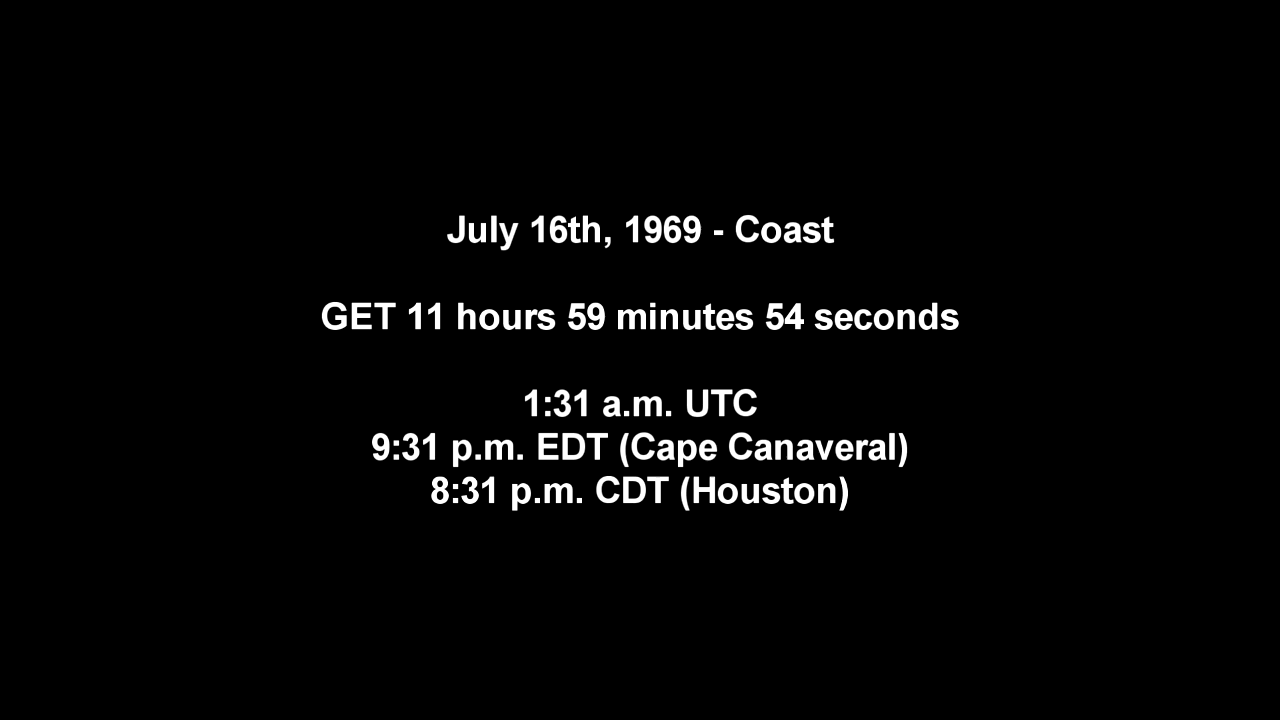 July 16th, 1969 - Coast
GET 11 hours 59 minutes 54 seconds
1:31 a.m. UTC
9:31 p.m. EDT (Cape Canaveral)
8:31 p.m. CDT (Houston)